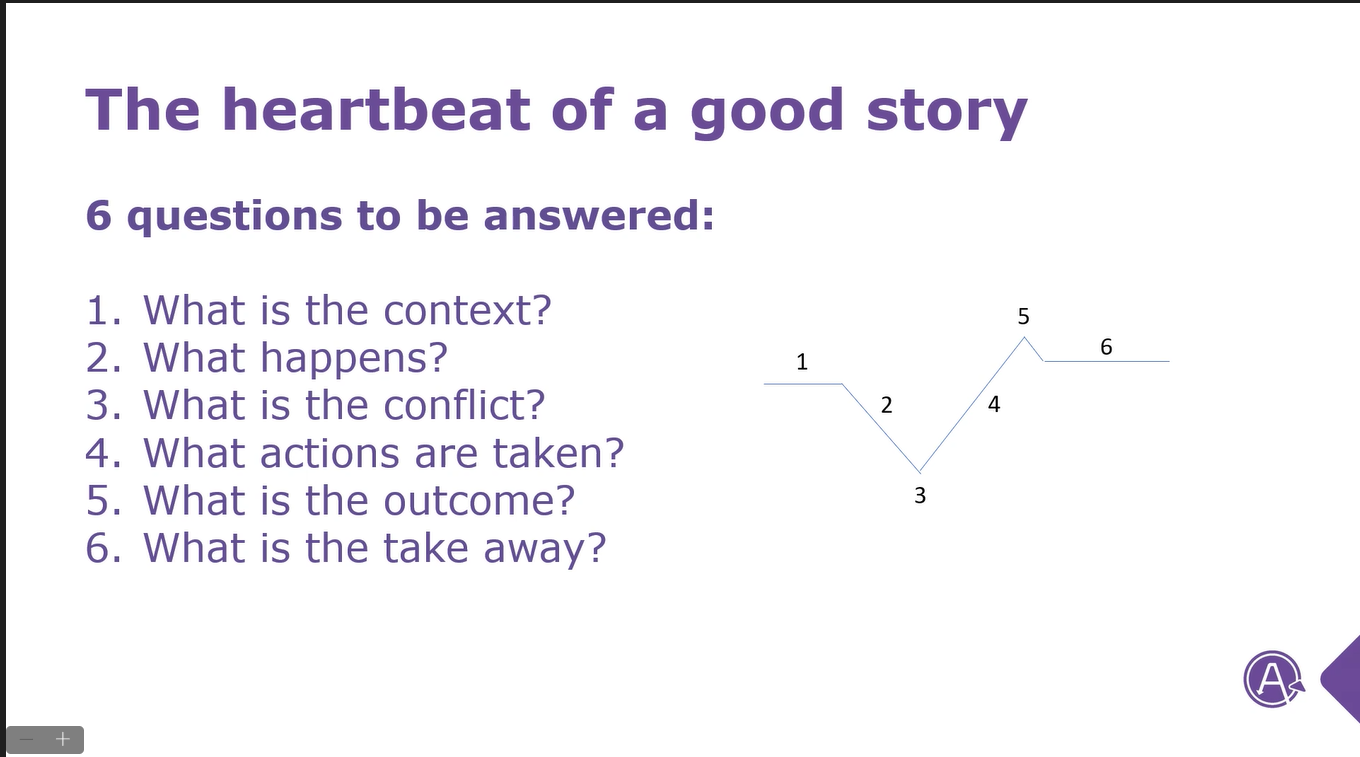 The heartbeat of a good story
6 questions to be answered:
1. What is the context?
2. What happens?
3. What is the conflict?
4. What actions are taken?
5. What is the outcome?
6. What is the take away?
5
6
1
2
4
3
A